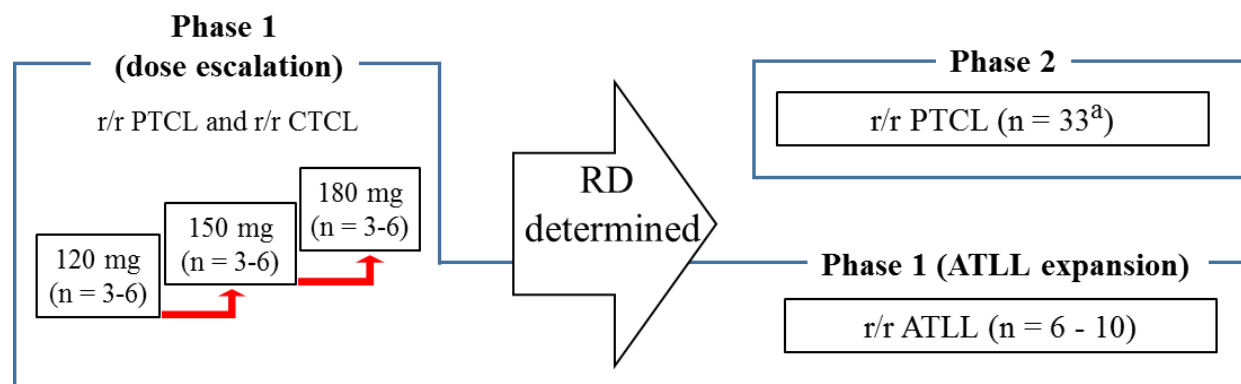 Phase 1
(dose escalation)
r/r PTCL and r/r CTCL
120 mg
(n = 3-6)
150 mg
(n = 3-6)
180 mg
(n = 3-6)
RD
determined
Phase 2
r/r PTCL (n = 33a)
Phase 1 (ATLL expansion)
r/r ATLL (n = 6 - 10)